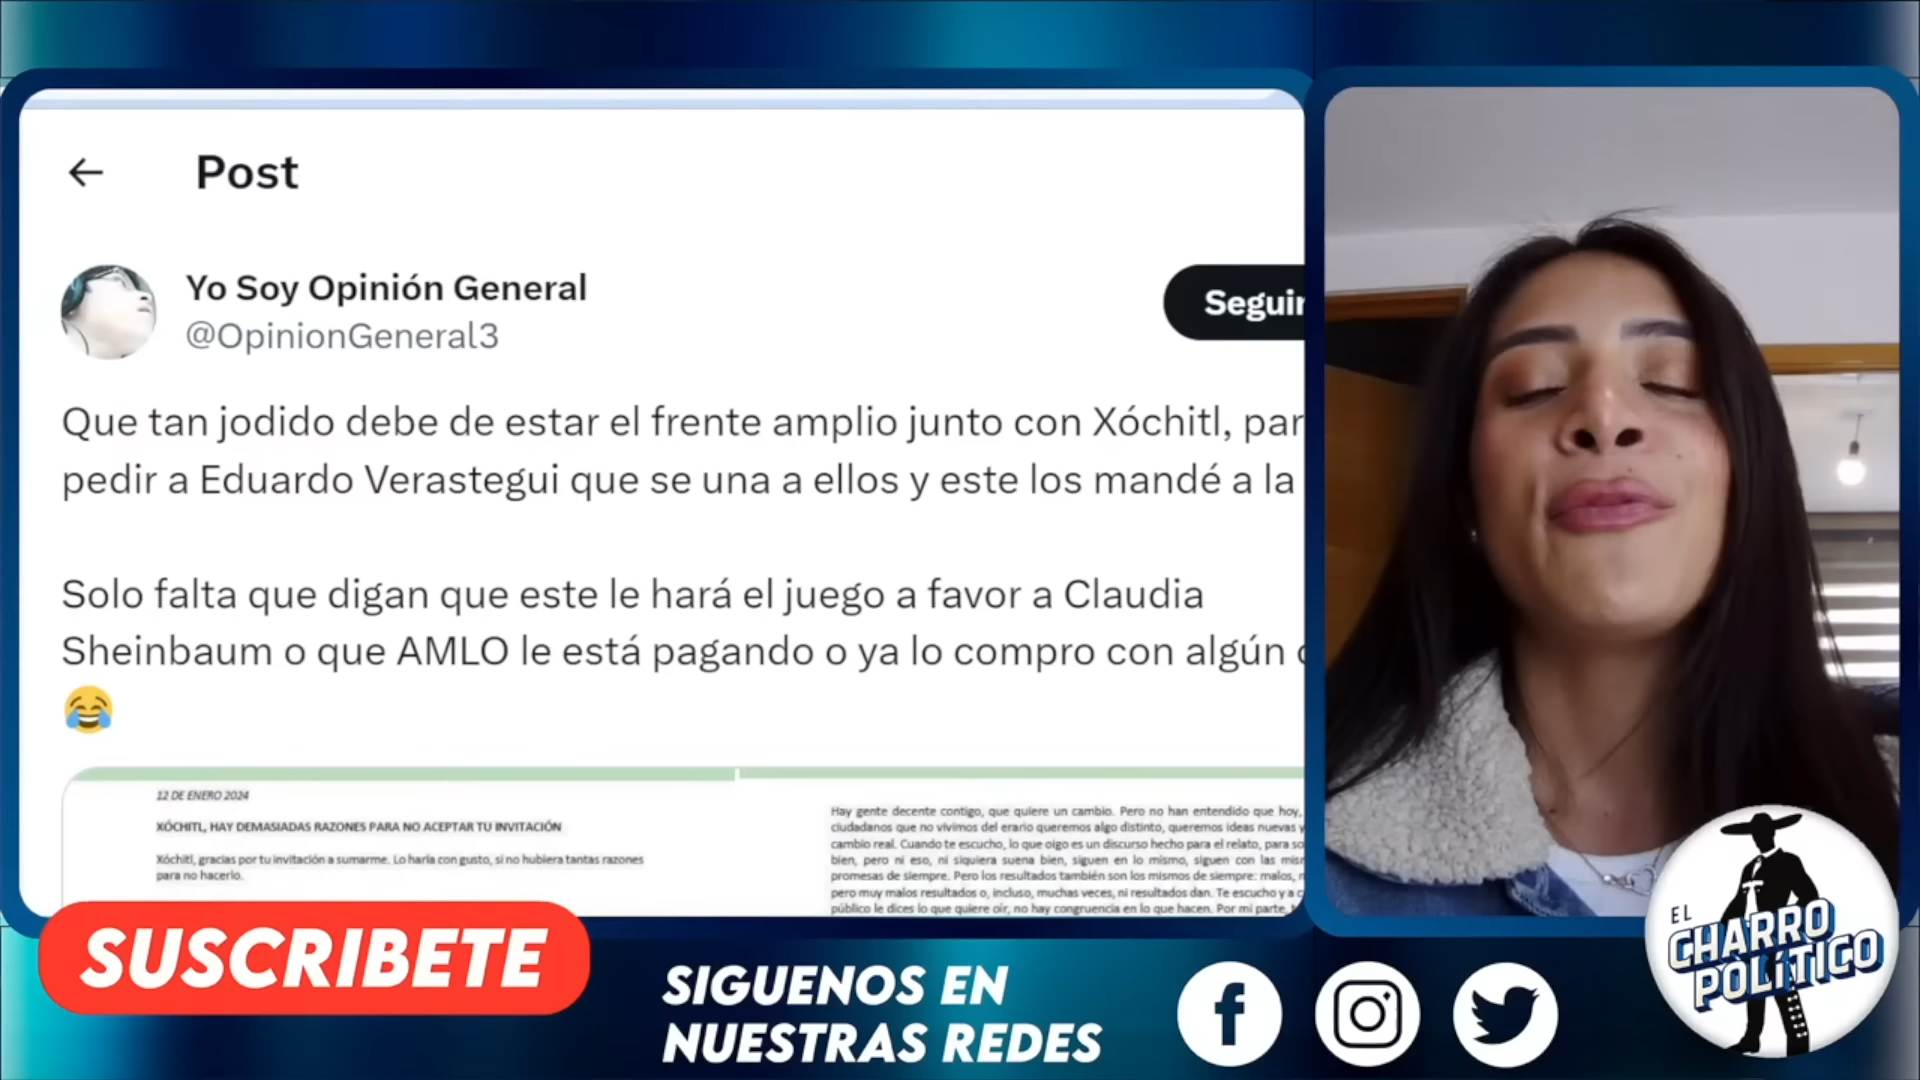 Post
Yo Soy Opinión General
@OpinionGeneral3
Seguir
Que tan jodido debe de estar el frente amplio junto con Xóchitl, par
pedir a Eduardo Verastegui que se una a ellos y este los mandé a la
Solo falta que digan que este le hará el juego a favor a Claudia
Sheinbaum o que AMLO le está pagando o ya lo compro con algún
😂
12 DE ENERO 2024
XÓCHITL, HAY DEMASIADAS RAZONES PARA NO ACEPTAR TU INVITACIÓN
Xóchitl, gracias por tu invitación a sumarme. Lo haría con gusto, si no hubiera tantas razones
para no hacerlo.
Hay gente decente contigo, que quiere un cambio. Pero no han entendido que hoy,
ciudadanos que no vivimos del erario queremos algo distinto, queremos ideas nuevas y
cambio real. Cuando te escucho, lo que oigo es un discurso hecho para el relato, para so
bien, pero ni eso, ni siquiera suena bien, siguen en lo mismo, siguen con las misr
promesas de siempre. Pero los resultados también son los mismos de siempre: malos,
pero muy malos resultados o, incluso, muchas veces, ni resultados dan. Te escucho y a
público le dices lo que quiere oír, no hay congruencia en lo que hacen. Por mi parte,
SUSCRIBETE
SIGUENOS EN
NUESTRAS REDES
EL
CHARRO
POLÍTICO